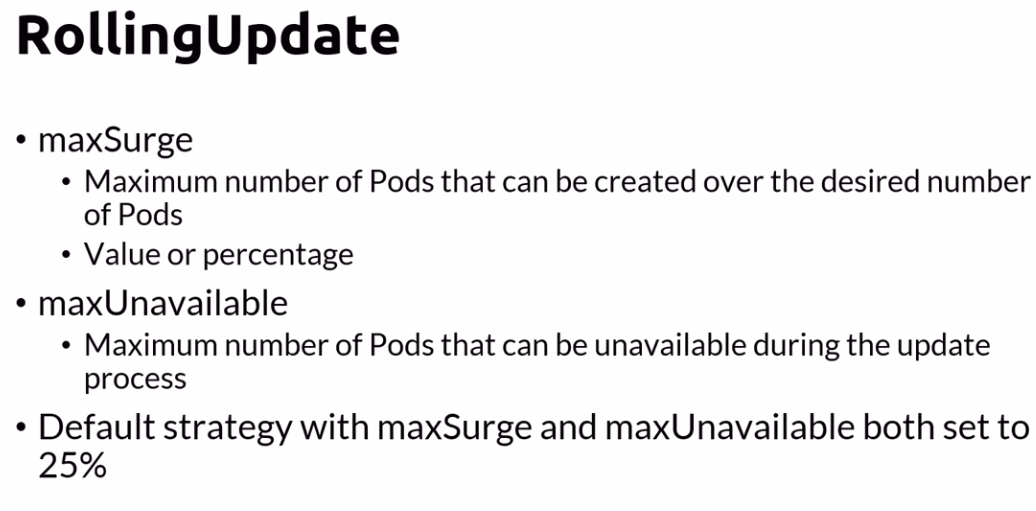 RollingUpdate
• maxSurge
• Maximum number of Pods that can be created over the desired number
of Pods
• Value or percentage
• maxUnavailable
• Maximum number of Pods that can be unavailable during the update
process
• Default strategy with maxSurge and maxUnavailable both set to
25%